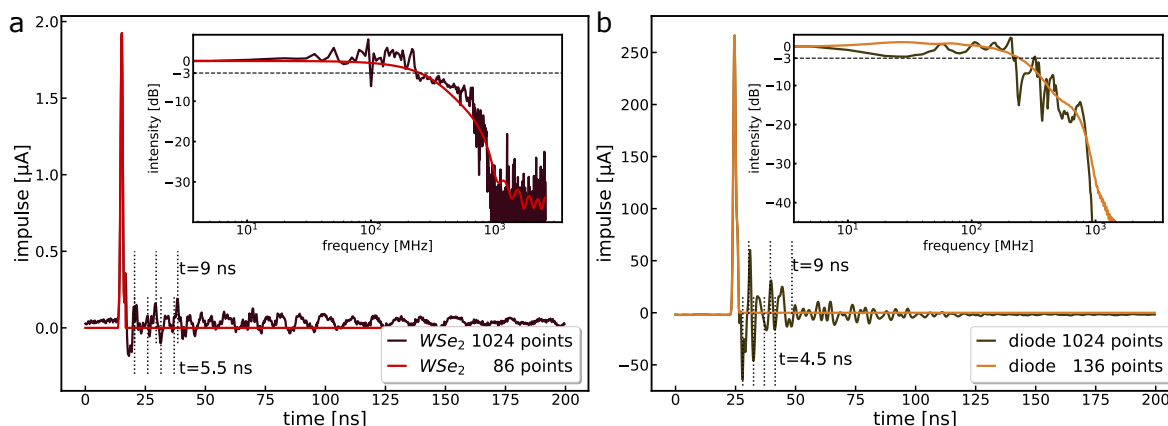 a
2.0
1.5
1.0
0.5
0.0
impulse [µA]
0
25
50
75
100
125
150
175
200
time [ns]
0
−3
−10
−20
−30
intensity [dB]
10¹
10²
10³
frequency [MHz]
t=9 ns
t=5.5 ns
WSe₂ 1024 points
WSe₂ 86 points
b
250
200
150
100
50
0
−50
impulse [µA]
0
25
50
75
100
125
150
175
200
time [ns]
0
−3
−10
−20
−30
−40
intensity [dB]
10¹
10²
10³
frequency [MHz]
t=9 ns
t=4.5 ns
diode 1024 points
diode 136 points